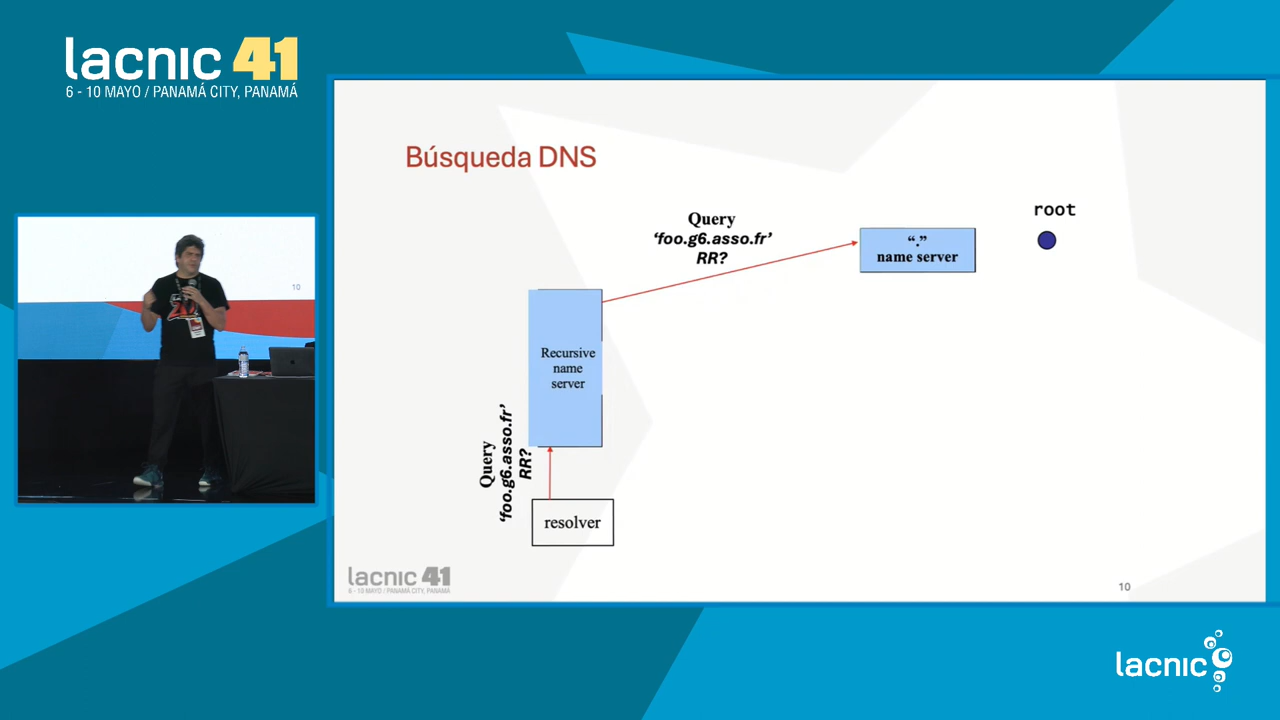 lacnic 41
6 - 10 MAYO / PANAMÁ CITY, PANAMÁ
Búsqueda DNS
root
Query
‘foo.g6.asso.fr’
RR?
“.”
name server
Recursive
name
server
Query
‘foo.g6.asso.fr’
RR?
resolver
lacnic 41
6 - 10 MAYO / PANAMÁ CITY, PANAMÁ
10
10
lacnic